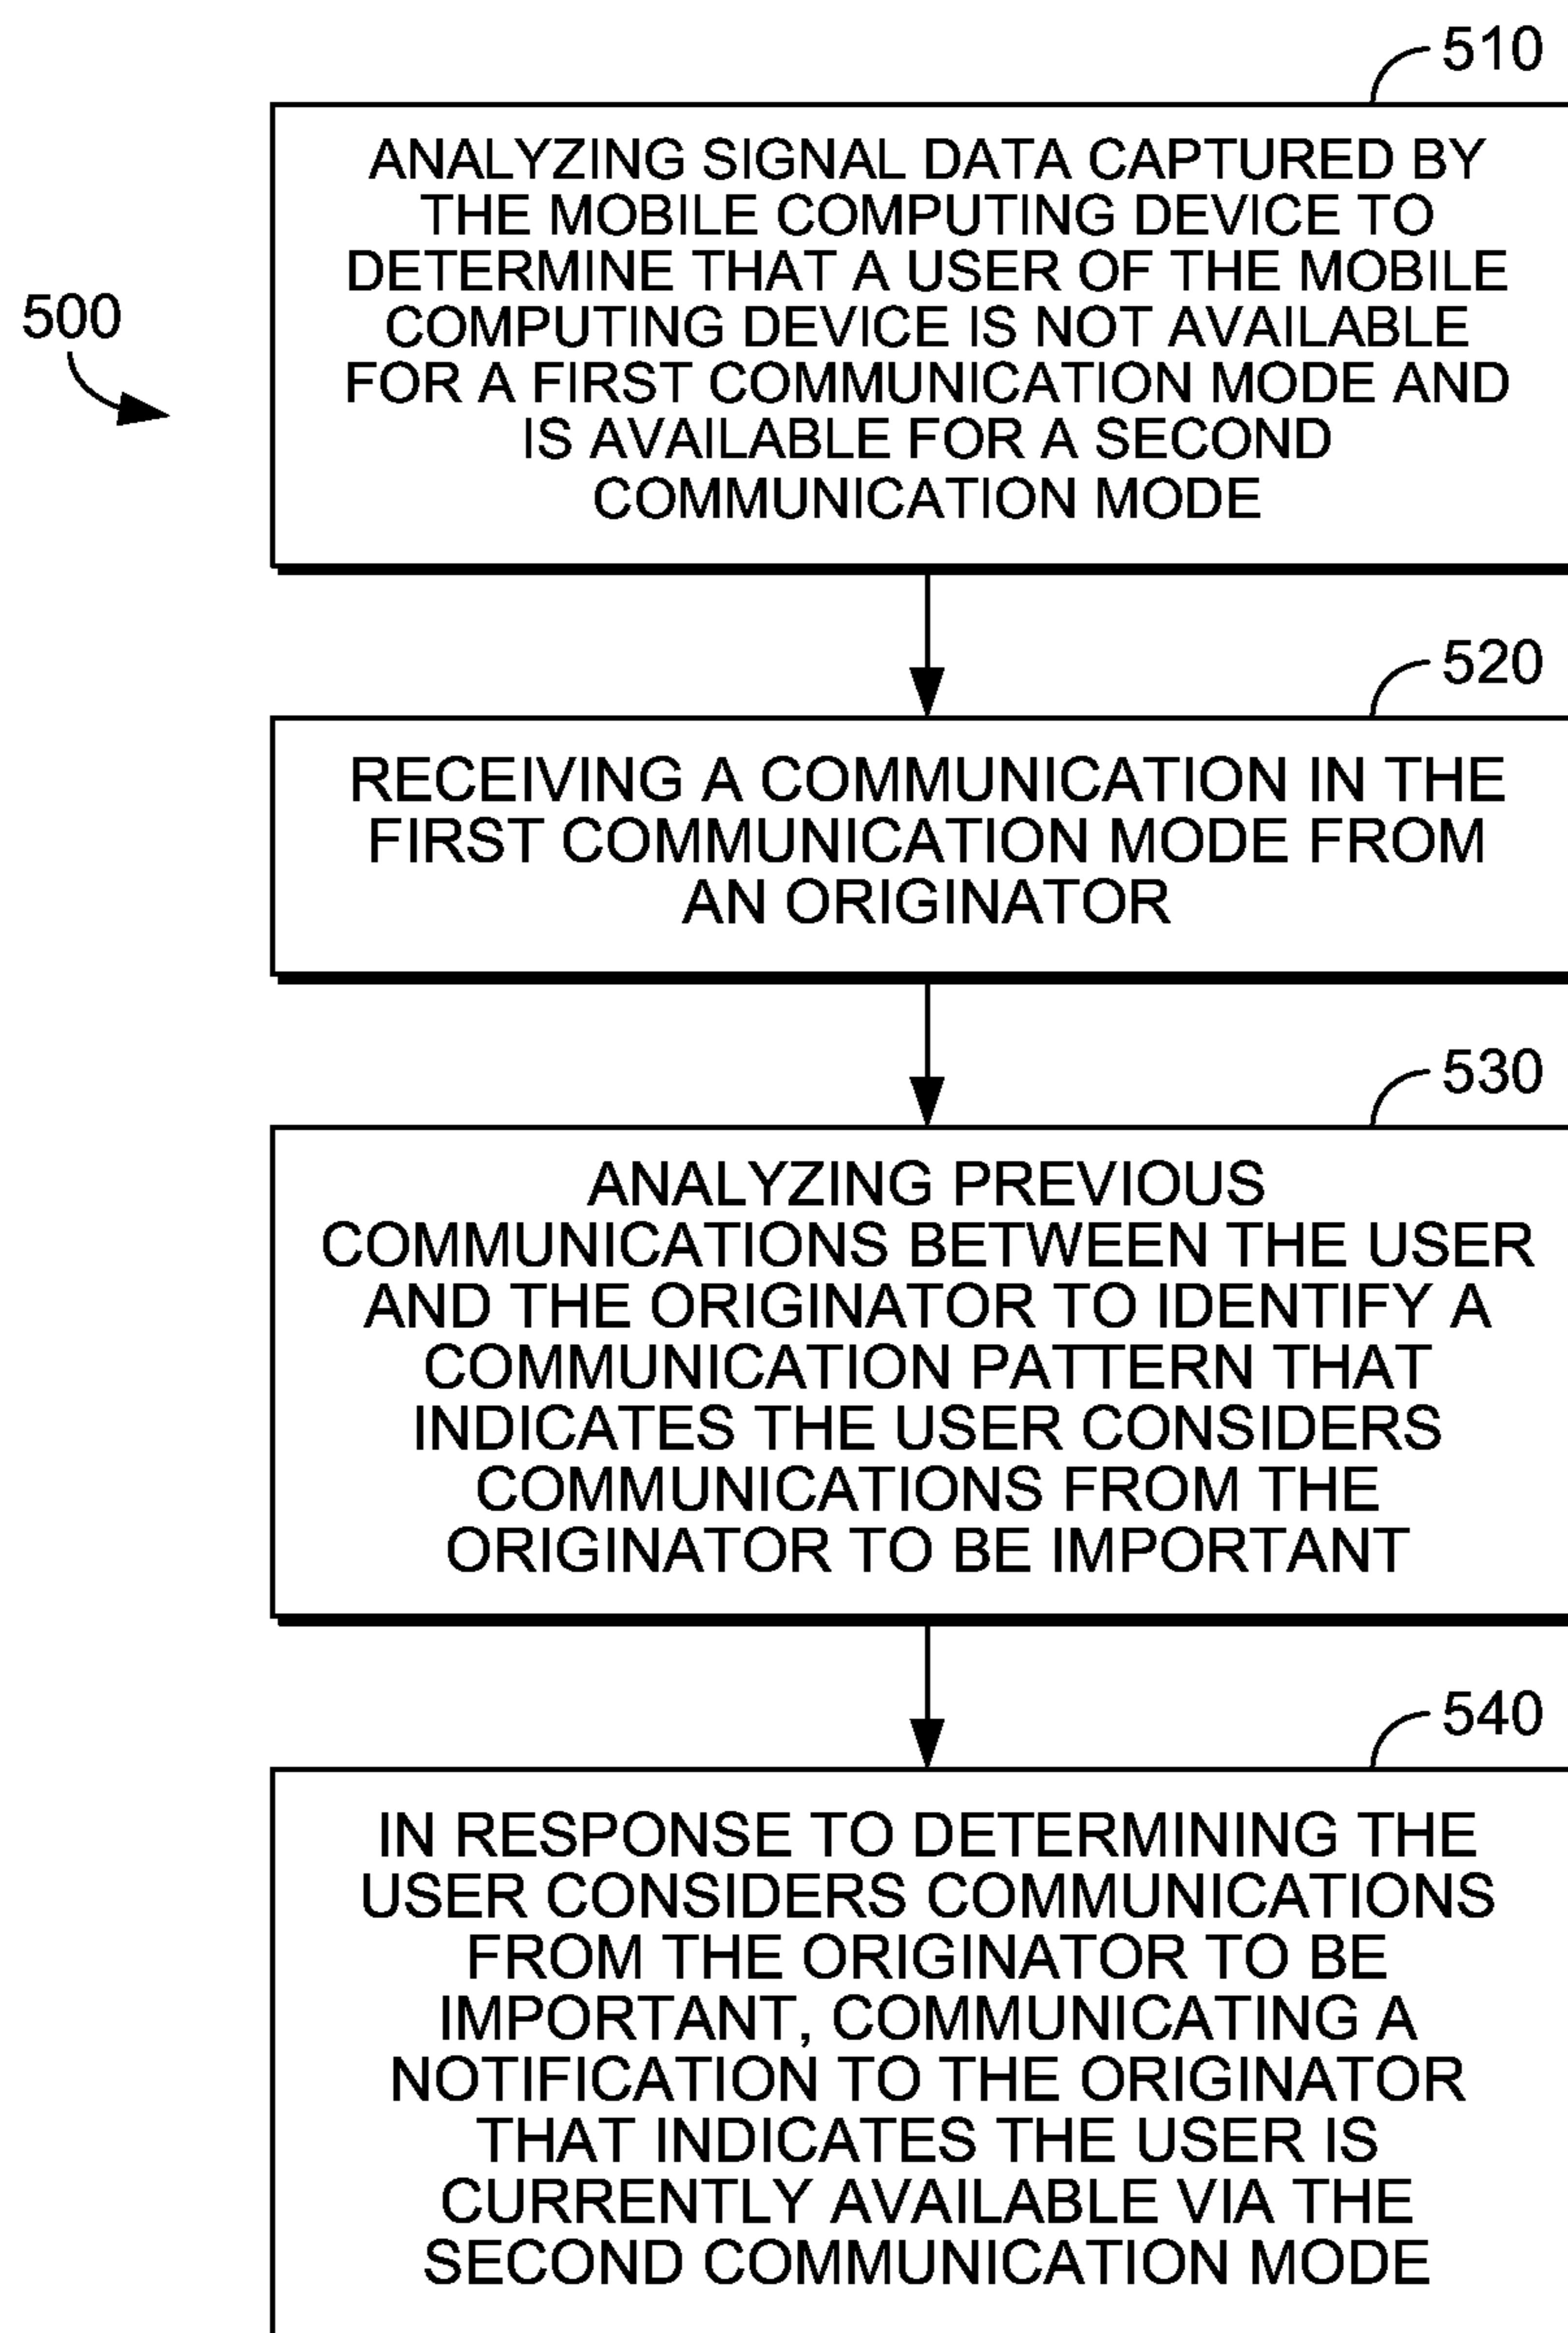 510
ANALYZING SIGNAL DATA CAPTURED BY
THE MOBILE COMPUTING DEVICE TO
DETERMINE THAT A USER OF THE MOBILE
COMPUTING DEVICE IS NOT AVAILABLE
FOR A FIRST COMMUNICATION MODE AND
IS AVAILABLE FOR A SECOND
COMMUNICATION MODE
500
520
RECEIVING A COMMUNICATION IN THE
FIRST COMMUNICATION MODE FROM
AN ORIGINATOR
530
ANALYZING PREVIOUS
COMMUNICATIONS BETWEEN THE USER
AND THE ORIGINATOR TO IDENTIFY A
COMMUNICATION PATTERN THAT
INDICATES THE USER CONSIDERS
COMMUNICATIONS FROM THE
ORIGINATOR TO BE IMPORTANT
540
IN RESPONSE TO DETERMINING THE
USER CONSIDERS COMMUNICATIONS
FROM THE ORIGINATOR TO BE
IMPORTANT, COMMUNICATING A
NOTIFICATION TO THE ORIGINATOR
THAT INDICATES THE USER IS
CURRENTLY AVAILABLE VIA THE
SECOND COMMUNICATION MODE